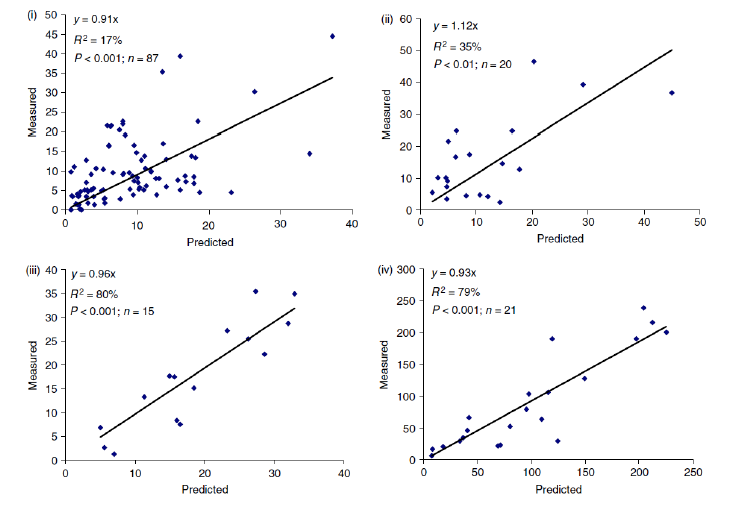 (i)
y = 0.91x
R² = 17%
P < 0.001; n = 87
Measured
50
45
40
35
30
25
20
15
10
5
0
0 10 20 30 40
Predicted
(ii)
y = 1.12x
R² = 35%
P < 0.01; n = 20
Measured
60
50
40
30
20
10
0
0 10 20 30 40 50
Predicted
(iii)
y = 0.96x
R² = 80%
P < 0.001; n = 15
Measured
40
35
30
25
20
15
10
5
0
0 10 20 30 40
Predicted
(iv)
y = 0.93x
R² = 79%
P < 0.001; n = 21
Measured
300
250
200
150
100
50
0
0 50 100 150 200 250
Predicted